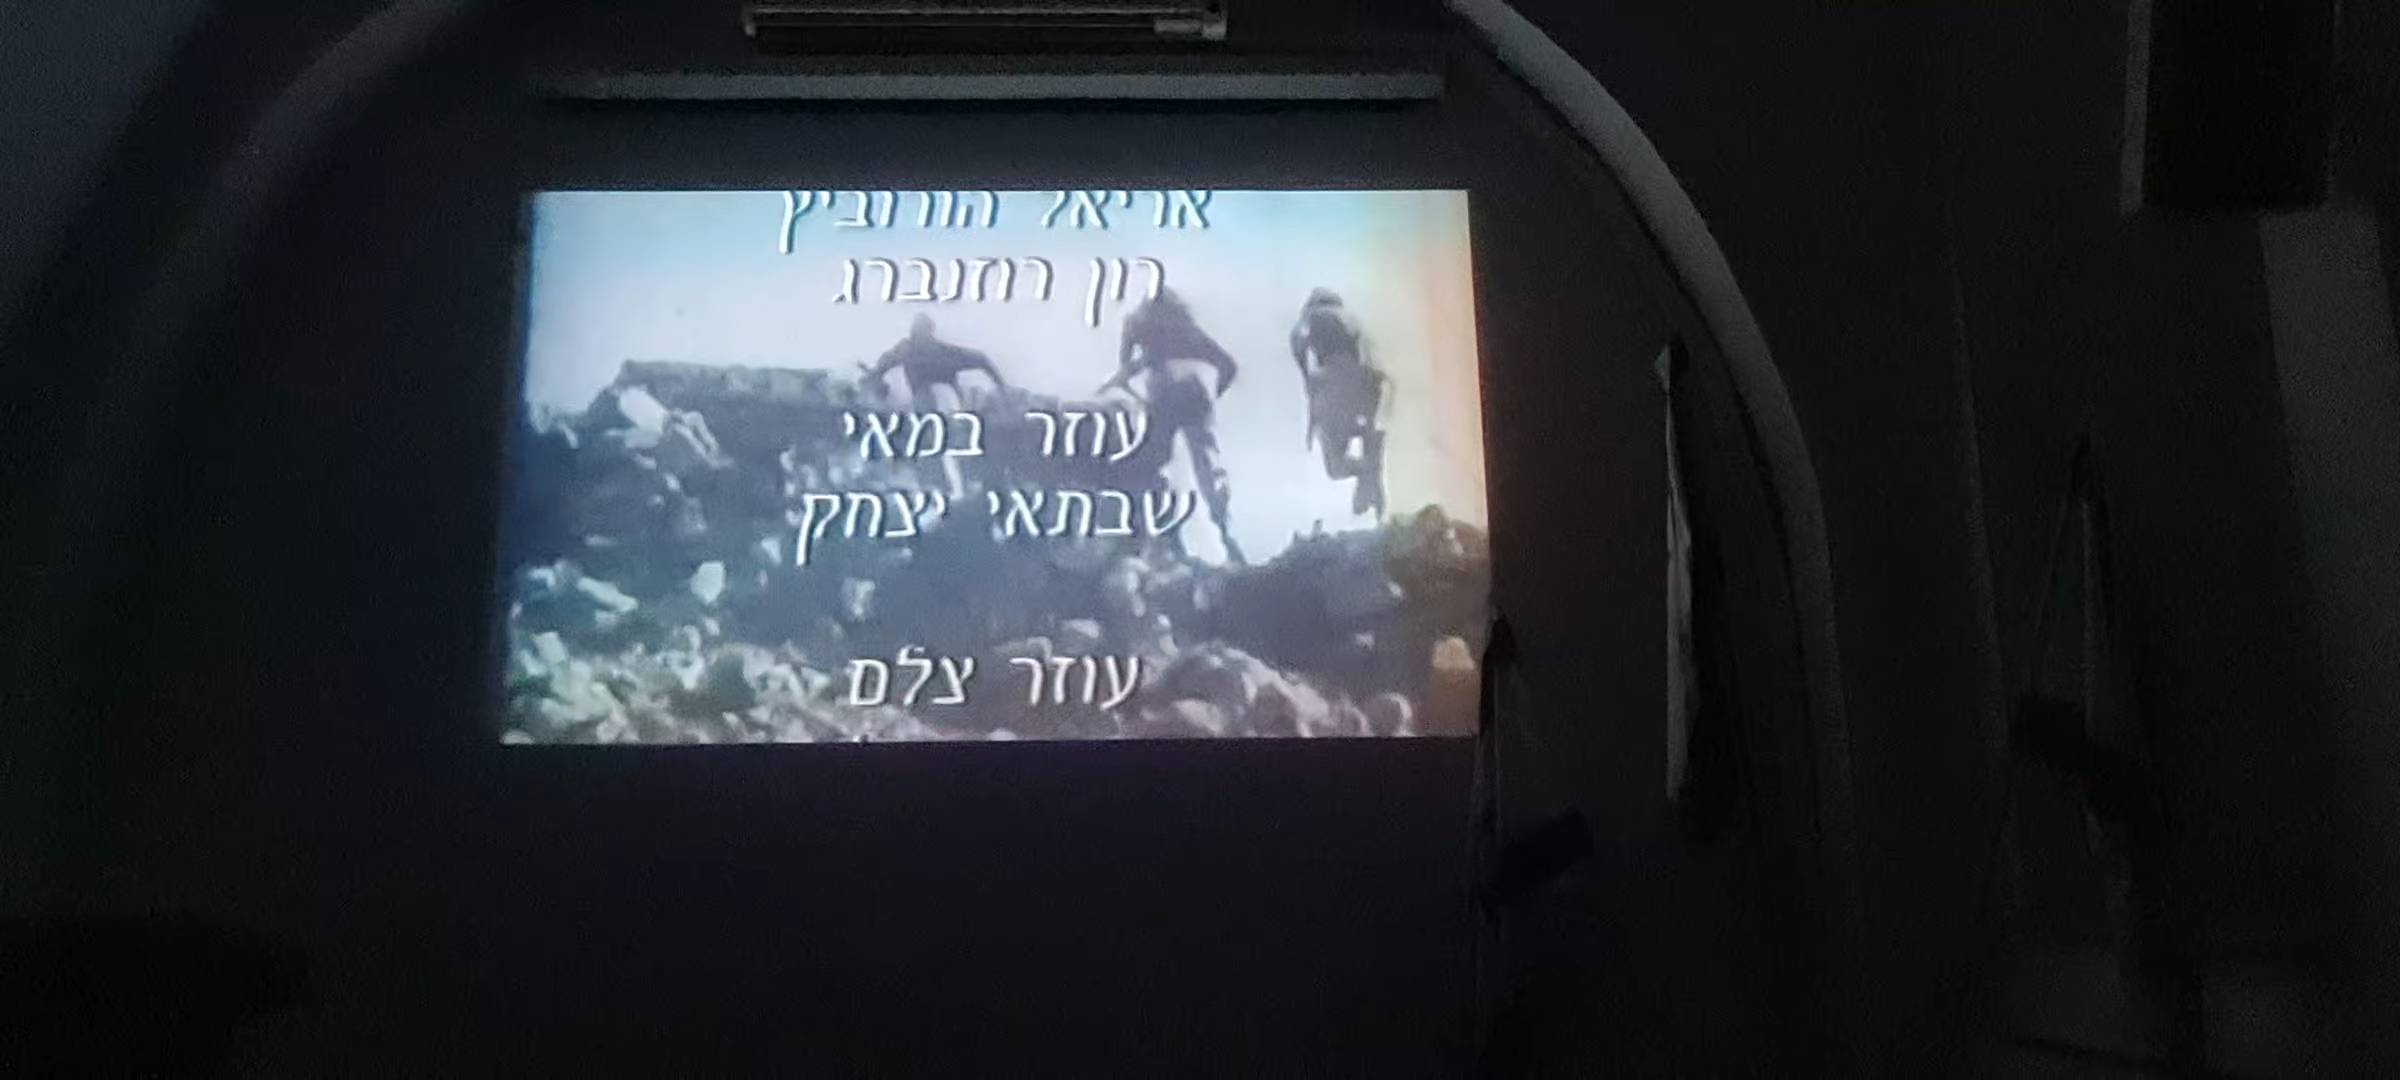 אריאל הורוביץ
רון רוזנברג
עוזר במאי
שבתאי יצחק
עוזר צלם